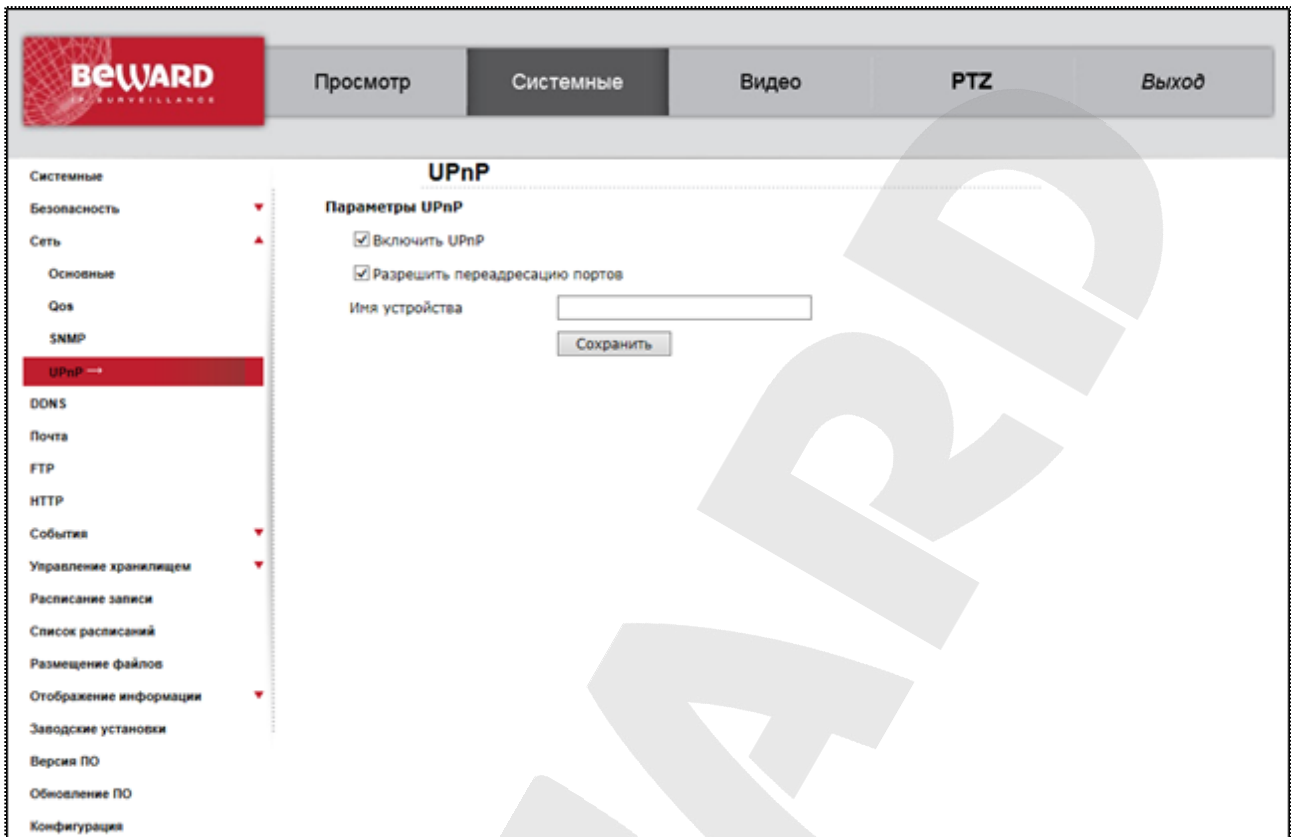 BEWARD
IP SURVEILLANCE
Просмотр
Системные
Видео
PTZ
Выход
UPnP
Параметры UPnP
Включить UPnP
Разрешить переадресацию портов
Имя устройства
Сохранить
Системные
Безопасность
Сеть
Основные
Qos
SNMP
UPnP →
DDNS
Почта
FTP
HTTP
События
Управление хранилищем
Расписание записи
Список расписаний
Размещение файлов
Отображение информации
Заводские установки
Версия ПО
Обновление ПО
Конфигурация
WARD